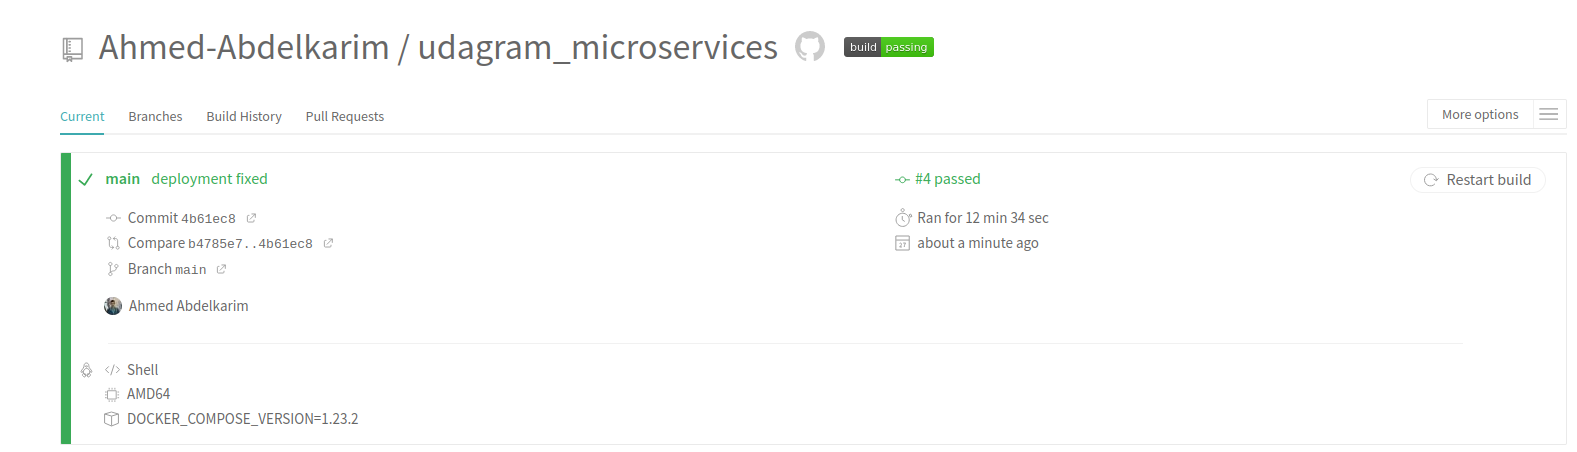 Ahmed-Abdelkarim / udagram_microservices build passing
Current Branches Build History Pull Requests More options
main deployment fixed #4 passed Restart build
Commit 4b61ec8 Ran for 12 min 34 sec
Compare b4785e7..4b61ec8 27 about a minute ago
Branch main
Ahmed Abdelkarim
</> Shell
AMD64
DOCKER_COMPOSE_VERSION=1.23.2